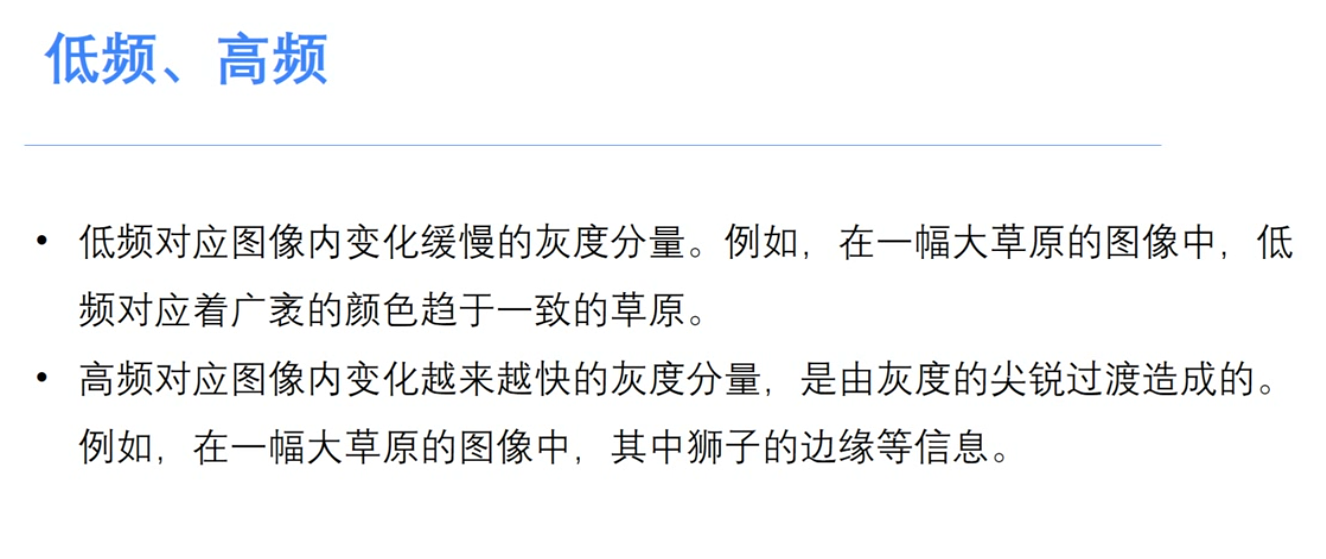 低频、高频
• 低频对应图像内变化缓慢的灰度分量。例如，在一幅大草原的图像中，低
频对应着广袤的颜色趋于一致的草原。
• 高频对应图像内变化越来越快的灰度分量，是由灰度的尖锐过渡造成的。
例如，在一幅大草原的图像中，其中狮子的边缘等信息。